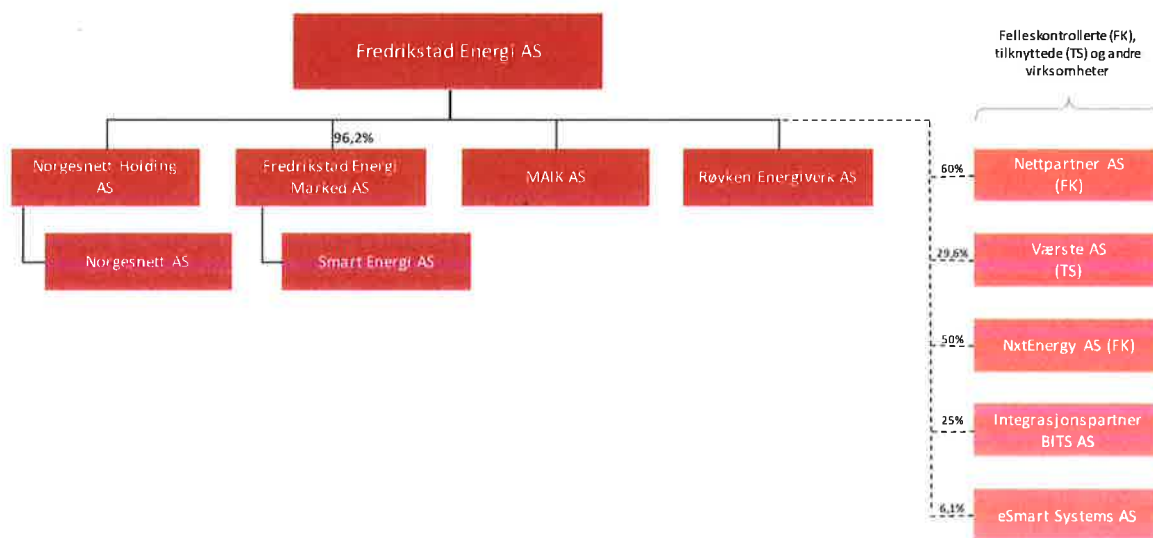 Fredrikstad Energi AS
Felleskontrollerte (FK),
tilknyttede (TS) og andre
virksomheter
96,2%
Norgesnett Holding
AS
Fredrikstad Energi
Marked AS
MAIK AS
Røyken Energiverk AS
Norgesnett AS
Smart Energi AS
60%
Nettpartner AS
(FK)
29,6%
Værste AS
(TS)
50%
NxtEnergy AS (FK)
25%
Integrasjonspartner
BITS AS
6,1%
eSmart Systems AS